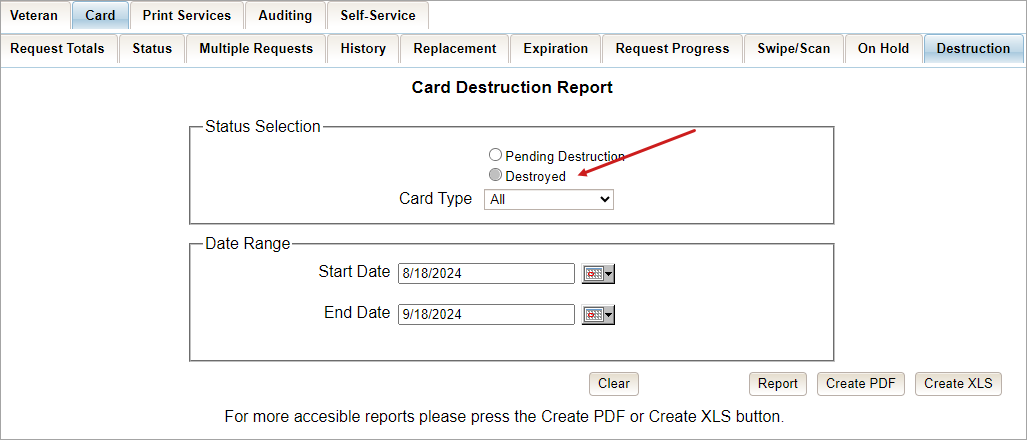 Veteran Card Print Services Auditing Self-Service
Request Totals Status Multiple Requests History Replacement Expiration Request Progress Swipe/Scan On Hold Destruction
Card Destruction Report
Status Selection
Pending Destruction
Destroyed
Card Type All
Date Range
Start Date 8/18/2024
End Date 9/18/2024
Clear Report Create PDF Create XLS
For more accesible reports please press the Create PDF or Create XLS button.